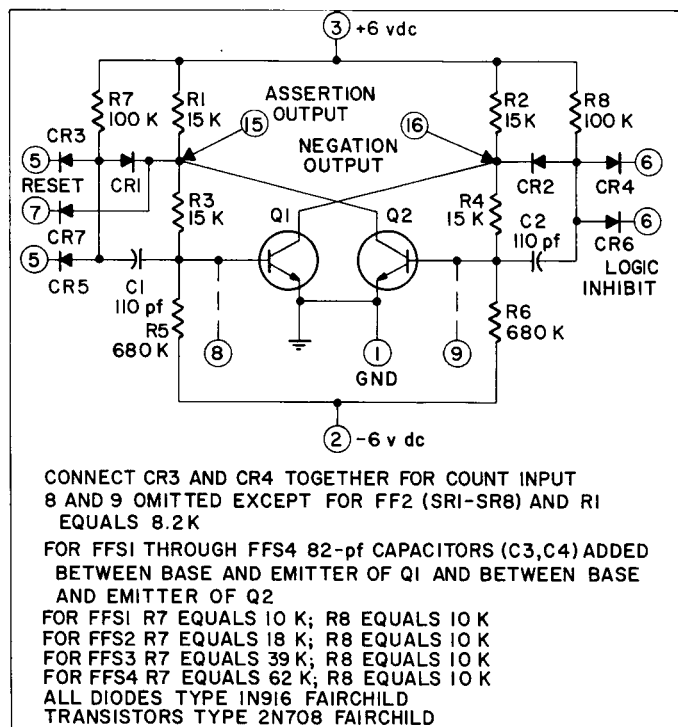 3 +6 vdc
R7 100 K
R1 15 K
ASSERTION OUTPUT
15
NEGATION OUTPUT
16
R2 15K
R8 100 K
CR3
5
RESET
CR1
7
CR7
5
CR5
R3 15 K
Q1
Q2
R4 15 K
CR2
CR4
6
C2 110 pf
6
CR6
LOGIC INHIBIT
C1 110 pf
R5 680 K
8
1
GND
9
R6 680 K
2 -6 v dc
CONNECT CR3 AND CR4 TOGETHER FOR COUNT INPUT
8 AND 9 OMITTED EXCEPT FOR FF2 (SR1-SR8) AND R1
EQUALS 8.2K
FOR FFS1 THROUGH FFS4 82-pf CAPACITORS (C3,C4) ADDED
BETWEEN BASE AND EMITTER OF Q1 AND BETWEEN BASE
AND EMITTER OF Q2
FOR FFS1 R7 EQUALS 10 K; R8 EQUALS 10 K
FOR FFS2 R7 EQUALS 18 K; R8 EQUALS 10 K
FOR FFS3 R7 EQUALS 39 K; R8 EQUALS 10 K
FOR FFS4 R7 EQUALS 62 K; R8 EQUALS 10 K
ALL DIODES TYPE 1N916 FAIRCHILD
TRANSISTORS TYPE 2N708 FAIRCHILD